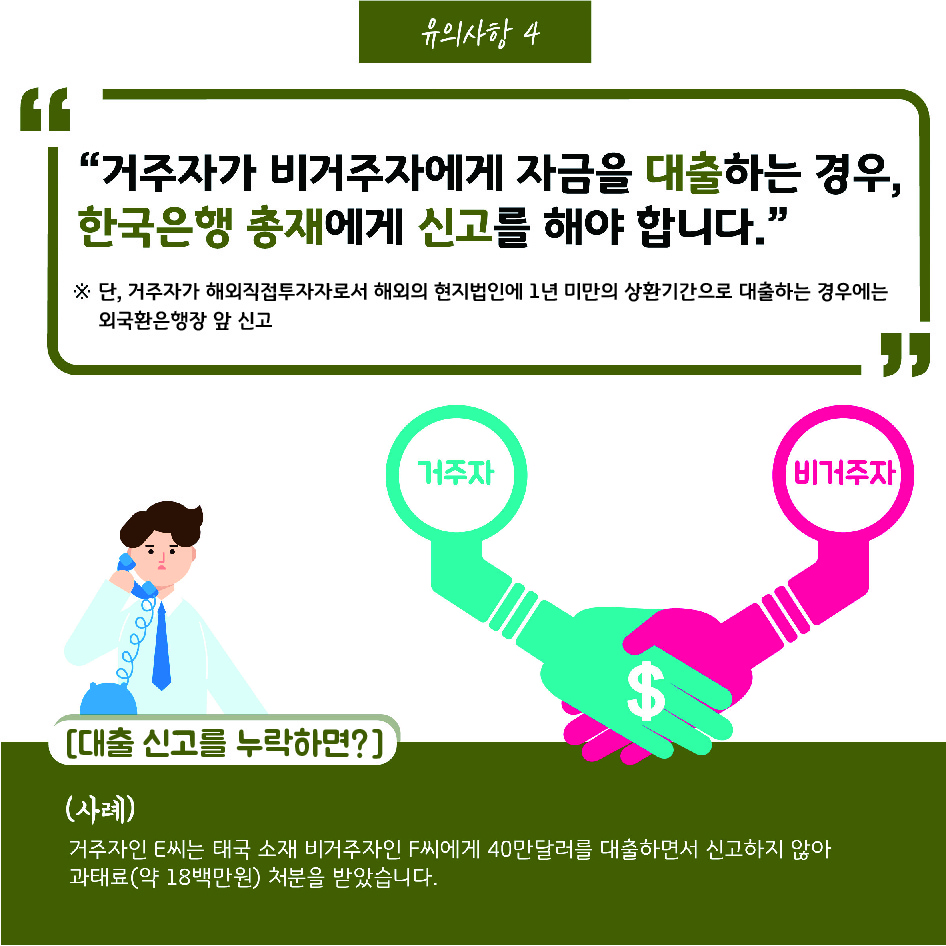 유의사항 4
“거주자가 비거주자에게 자금을 대출하는 경우,
한국은행 총재에게 신고를 해야 합니다.”
※ 단, 거주자가 해외직접투자자로서 해외의 현지법인에 1년 미만의 상환기간으로 대출하는 경우에는
외국환은행장 앞 신고
거주자
비거주자
$
[대출 신고를 누락하면?]
(사례)
거주자인 E씨는 태국 소재 비거주자인 F씨에게 40만달러를 대출하면서 신고하지 않아
과태료(약 18백만원) 처분을 받았습니다.